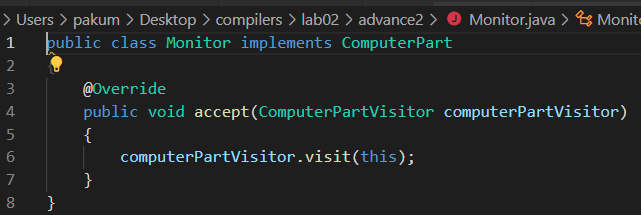 > Users > pakum > Desktop > compilers > lab02 > advance2 > Monitor.java > Monito
1 public class Monitor implements ComputerPart
2 {
3 @Override
4 public void accept(ComputerPartVisitor computerPartVisitor)
5 {
6 computerPartVisitor.visit(this);
7 }
8 }